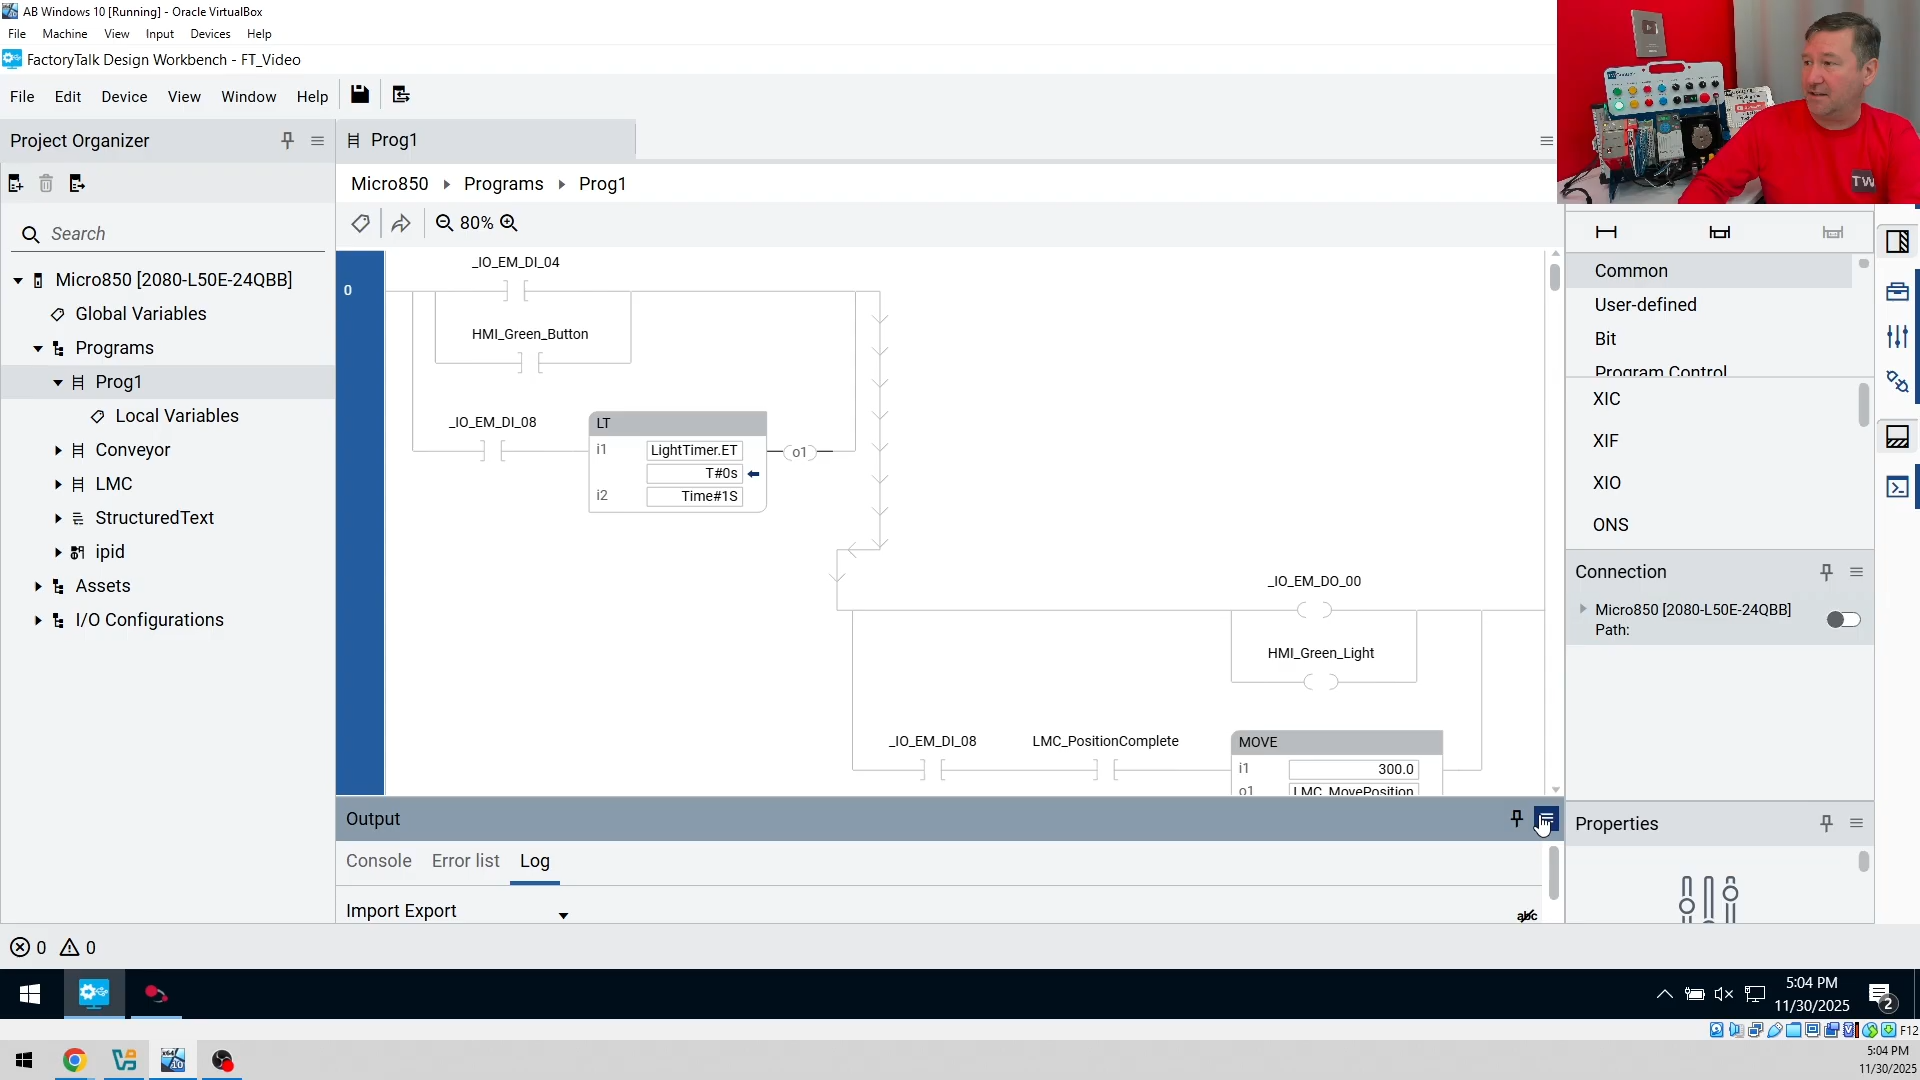 AB Windows 10 [Running] - Oracle VirtualBox
File Machine View Input Devices Help
FactoryTalk Design Workbench - FT_Video
File Edit Device View Window Help
Project Organizer
Prog1
Micro850 Programs Prog1
80%
Search
Micro850 [2080-L50E-24QBB]
Global Variables
Programs
Prog1
Local Variables
Conveyor
LMC
StructuredText
ipid
Assets
I/O Configurations
0
_IO_EM_DI_04
HMI_Green_Button
_IO_EM_DI_08
LT
i1 LightTimer.ET
T#0s
i2 Time#1S
o1
_IO_EM_DO_00
HMI_Green_Light
_IO_EM_DI_08
LMC_PositionComplete
MOVE
i1 300.0
o1 LMC_MovePosition
Output
Console Error list Log
Import Export
abc
TW
Common
User-defined
Bit
Program Control
XIC
XIF
XIO
ONS
Connection
Micro850 [2080-L50E-24QBB]
Path:
Properties
0 0
5:04 PM
11/30/2025
2
F12
5:04 PM
11/30/2025